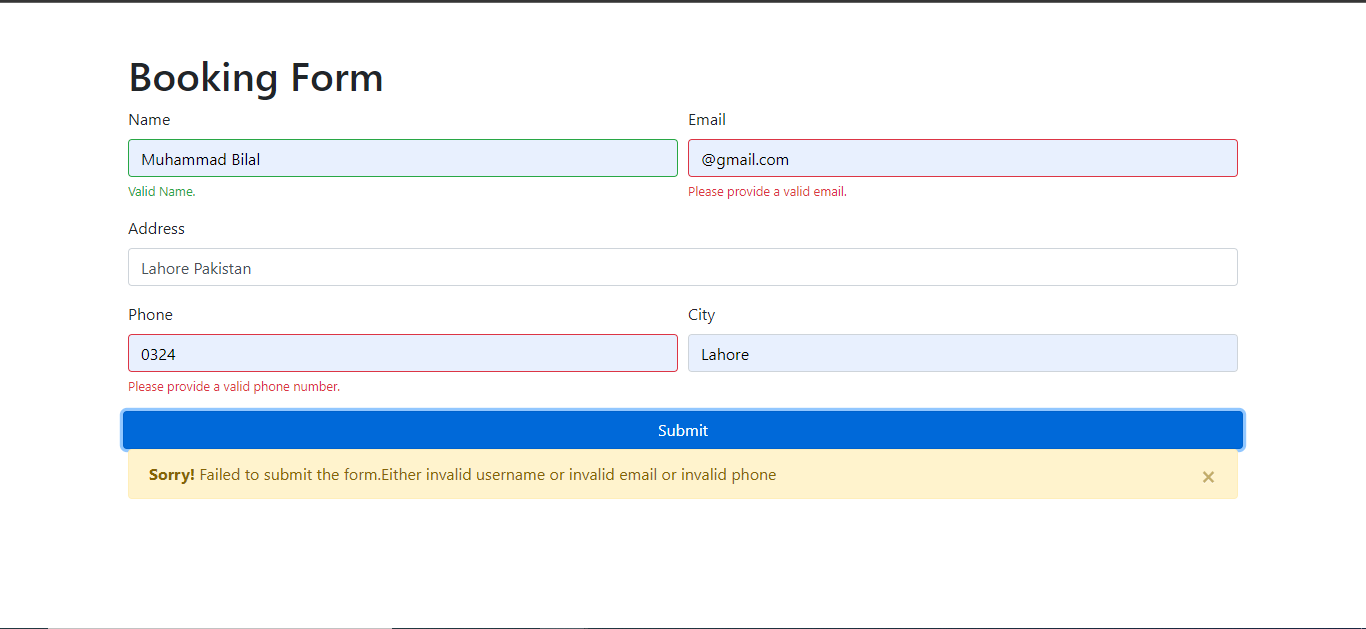 Booking Form
Name
Email
Muhammad Bilal
@gmail.com
Valid Name.
Please provide a valid email.
Address
Lahore Pakistan
Phone
City
0324
Lahore
Please provide a valid phone number.
Submit
Sorry! Failed to submit the form.Either invalid username or invalid email or invalid phone ×